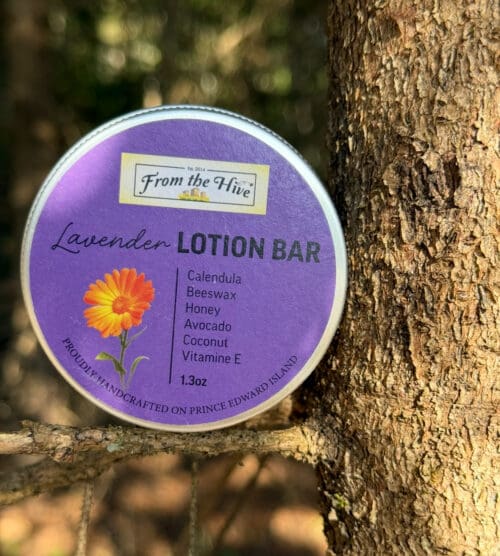 Est. 2014
From the Hive
Lavender LOTION BAR
Calendula
Beeswax
Honey
Avocado
Coconut
Vitamine E
1.3oz
PROUDLY HANDCRAFTED ON PRINCE EDWARD ISLAND